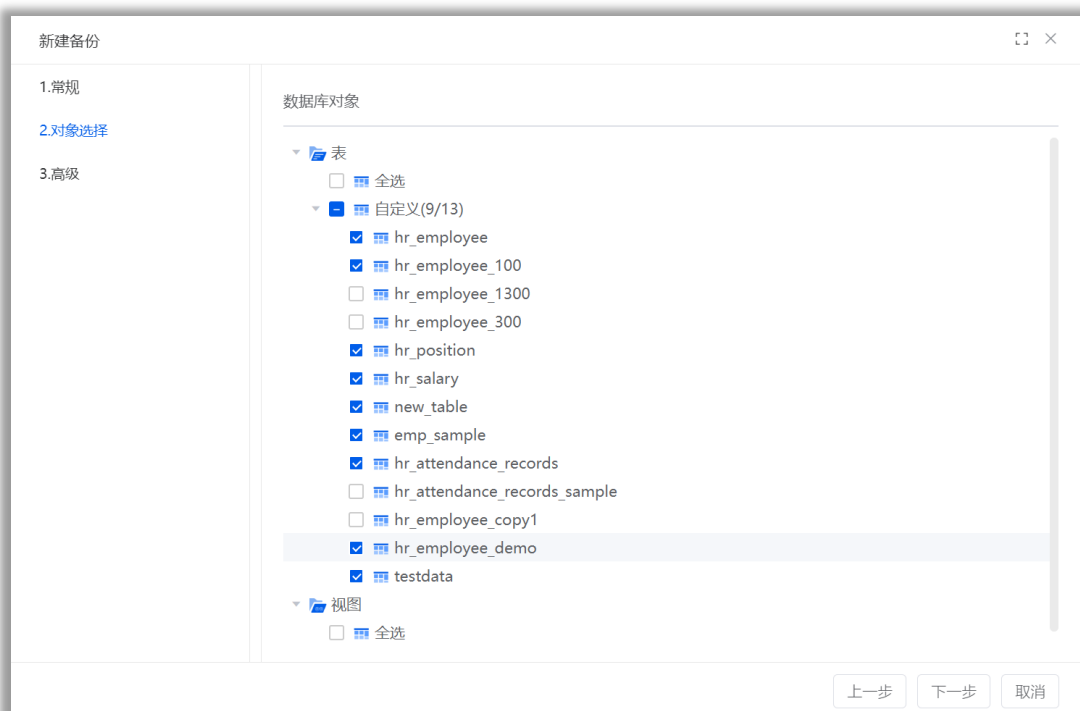 新建备份
1.常规
2.对象选择
3.高级
数据库对象
表
全选
自定义(9/13)
hr_employee
hr_employee_100
hr_employee_1300
hr_employee_300
hr_position
hr_salary
new_table
emp_sample
hr_attendance_records
hr_attendance_records_sample
hr_employee_copy1
hr_employee_demo
testdata
视图
全选
上一步 下一步 取消